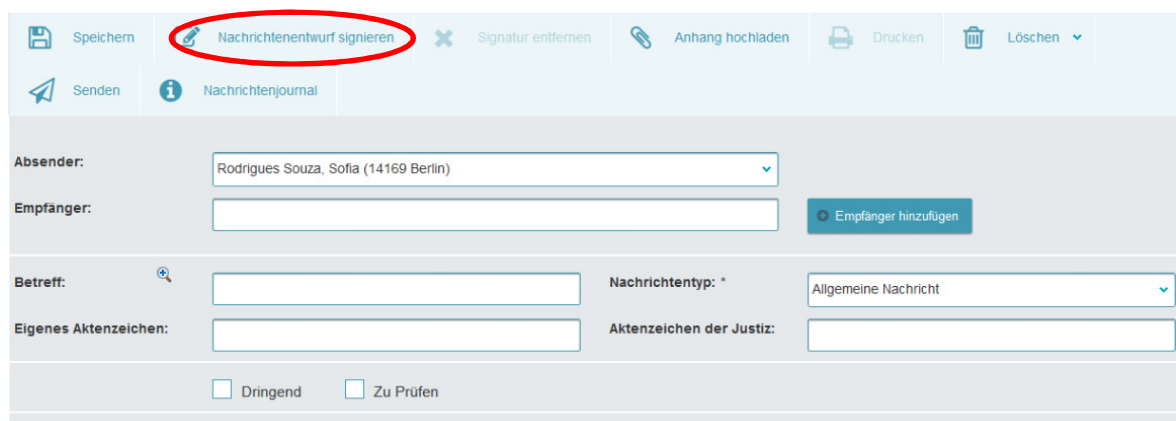 Speichern Nachrichtenentwurf signieren Signatur entfernen Anhang hochladen Drucken Löschen
Senden Nachrichtenjournal
Absender: Rodrigues Souza, Sofia (14169 Berlin)
Empfänger: Empfänger hinzufügen
Betreff: Nachrichtentyp: * Allgemeine Nachricht
Eigenes Aktenzeichen: Aktenzeichen der Justiz:
Dringend Zu Prüfen